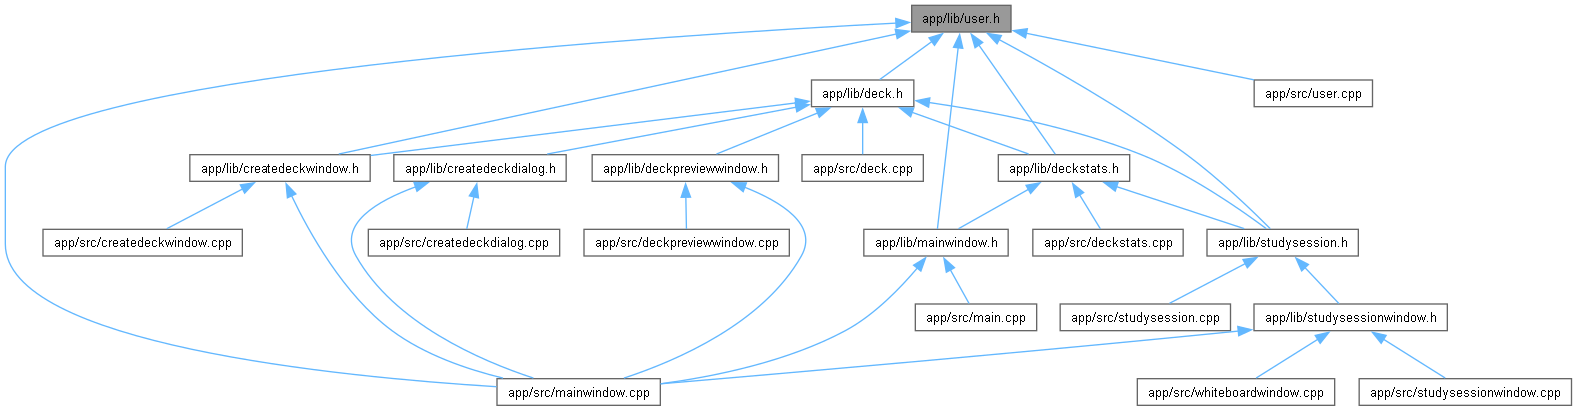 app/lib/user.h
app/lib/deck.h
app/src/user.cpp
app/lib/createdeckwindow.h
app/lib/createdeckdialog.h
app/lib/deckpreviewwindow.h
app/src/deck.cpp
app/lib/deckstats.h
app/src/createdeckwindow.cpp
app/src/createdeckdialog.cpp
app/src/deckpreviewwindow.cpp
app/lib/mainwindow.h
app/src/deckstats.cpp
app/lib/studysession.h
app/src/main.cpp
app/src/studysession.cpp
app/lib/studysessionwindow.h
app/src/mainwindow.cpp
app/src/whiteboardwindow.cpp
app/src/studysessionwindow.cpp